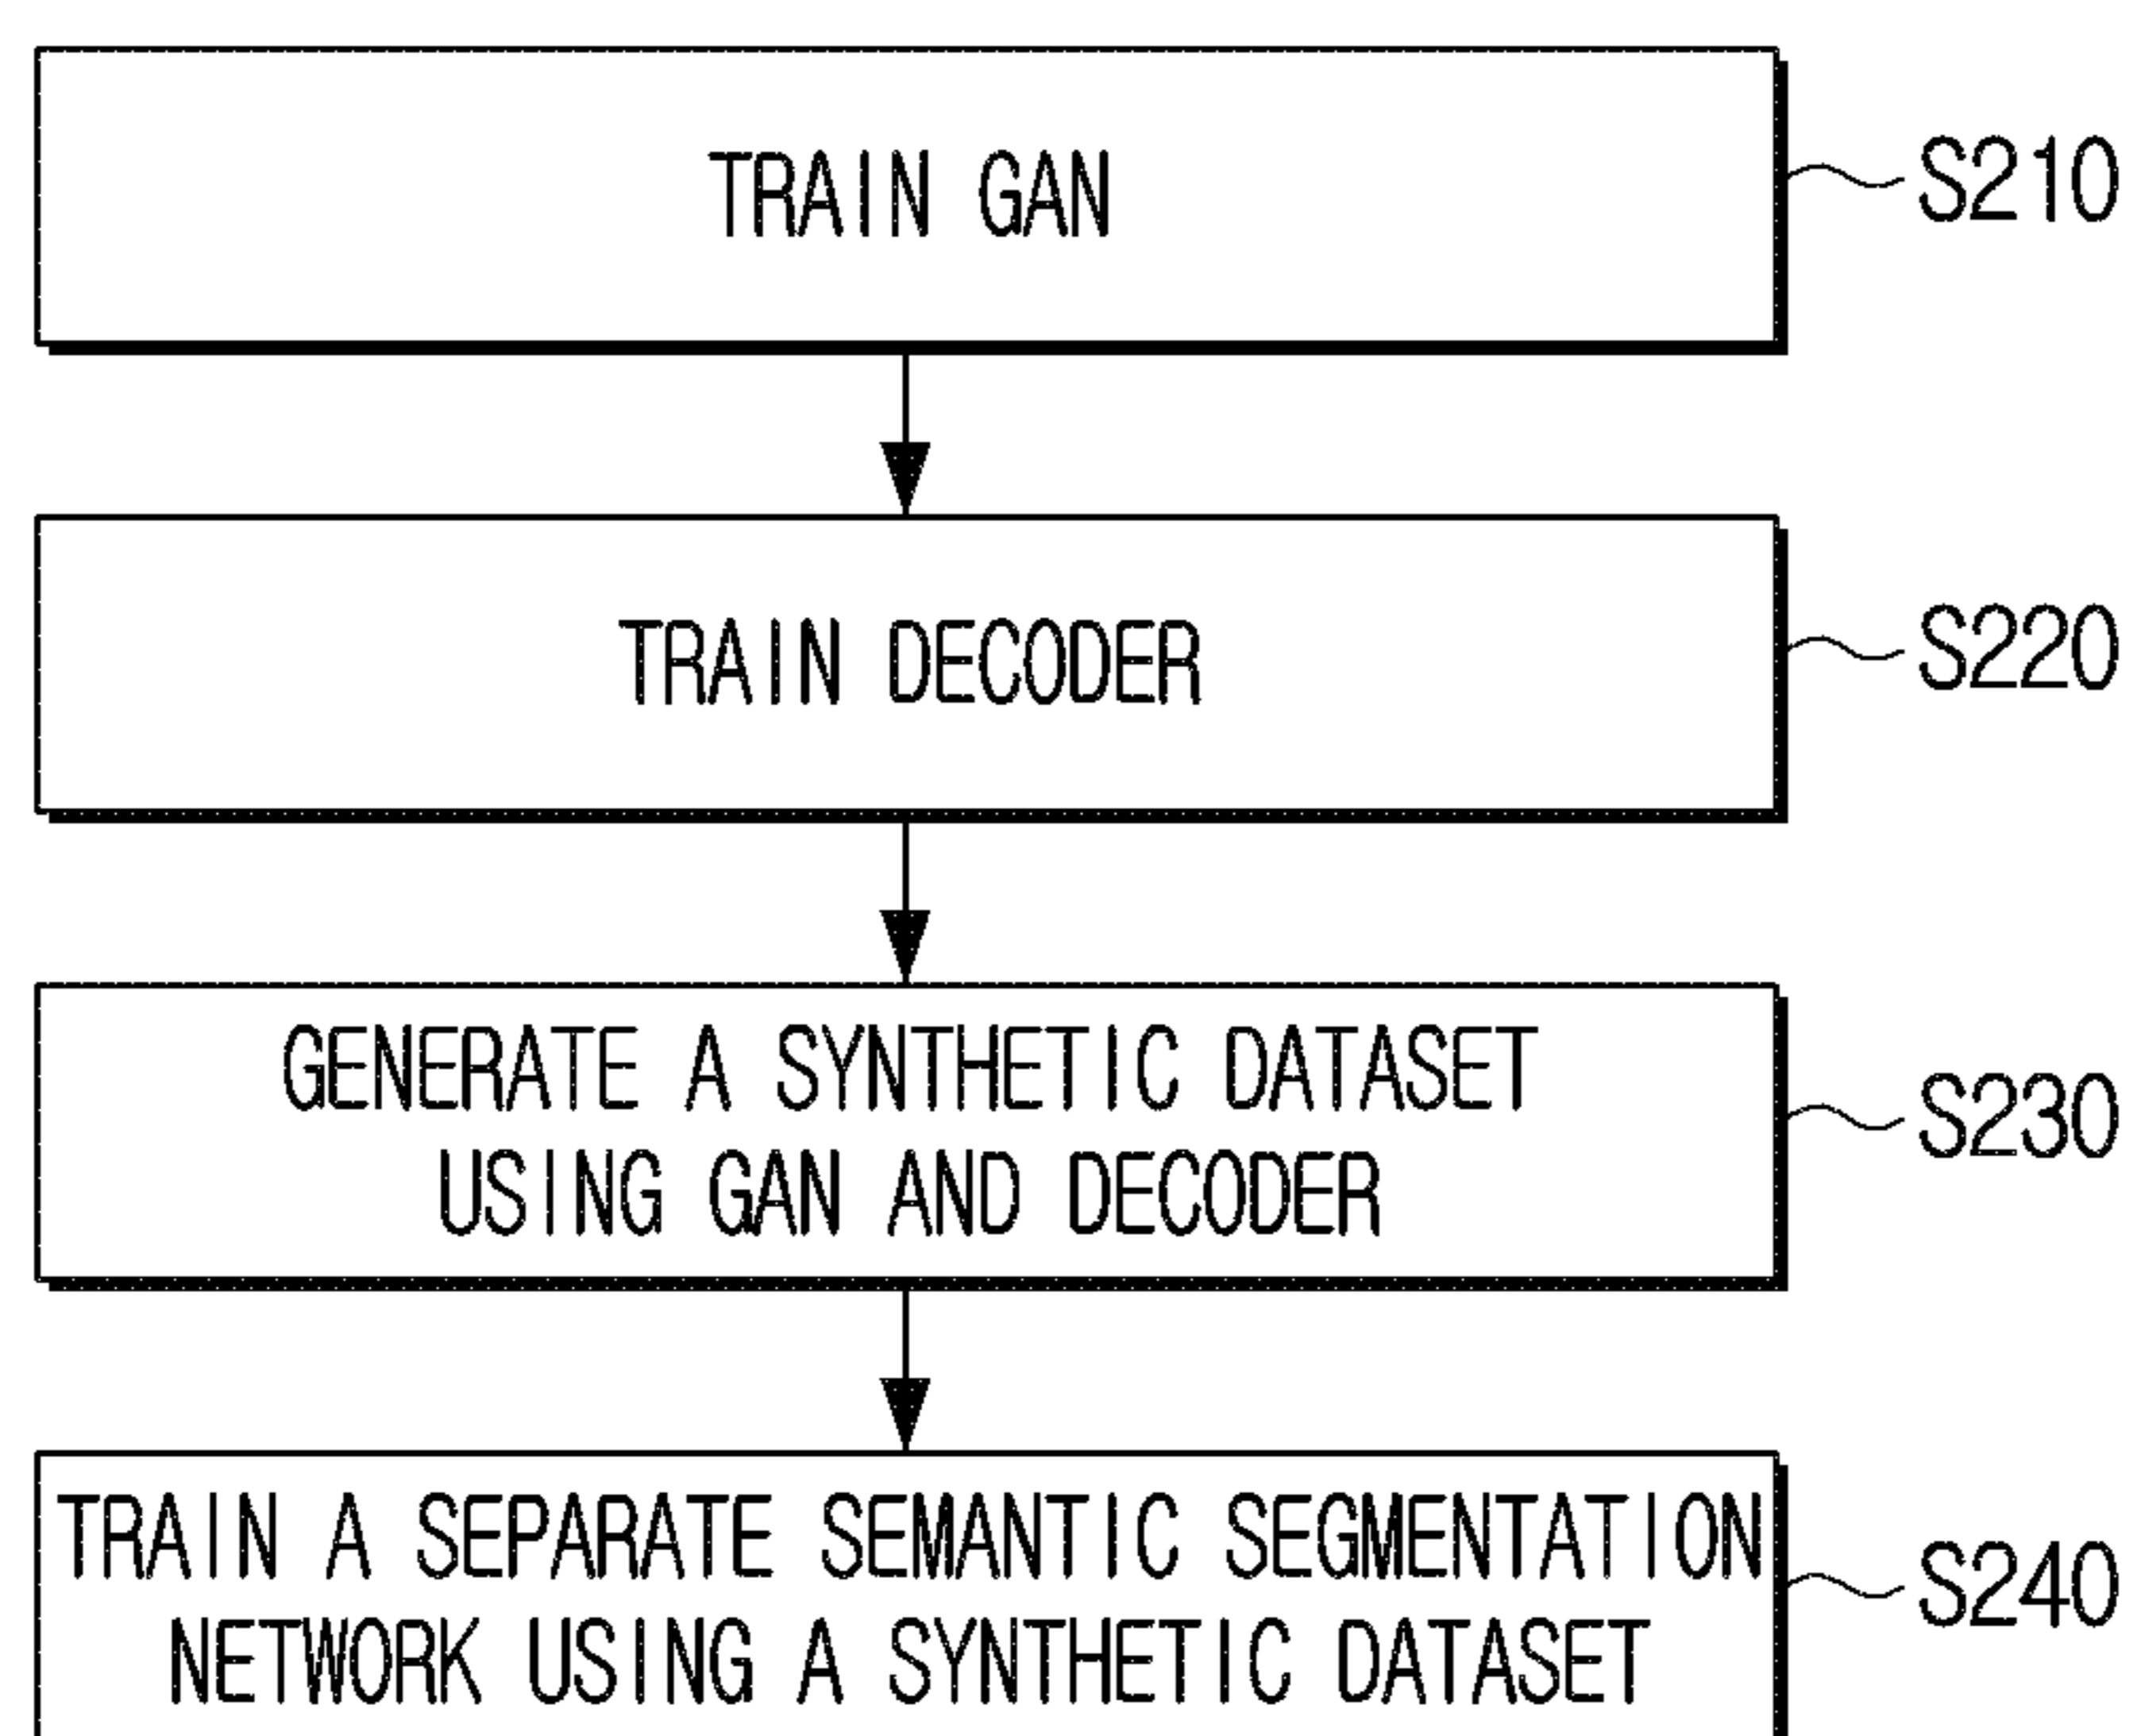 TRAIN GAN
S210
TRAIN DECODER
S220
GENERATE A SYNTHETIC DATASET
USING GAN AND DECODER
S230
TRAIN A SEPARATE SEMANTIC SEGMENTATION
NETWORK USING A SYNTHETIC DATASET
S240